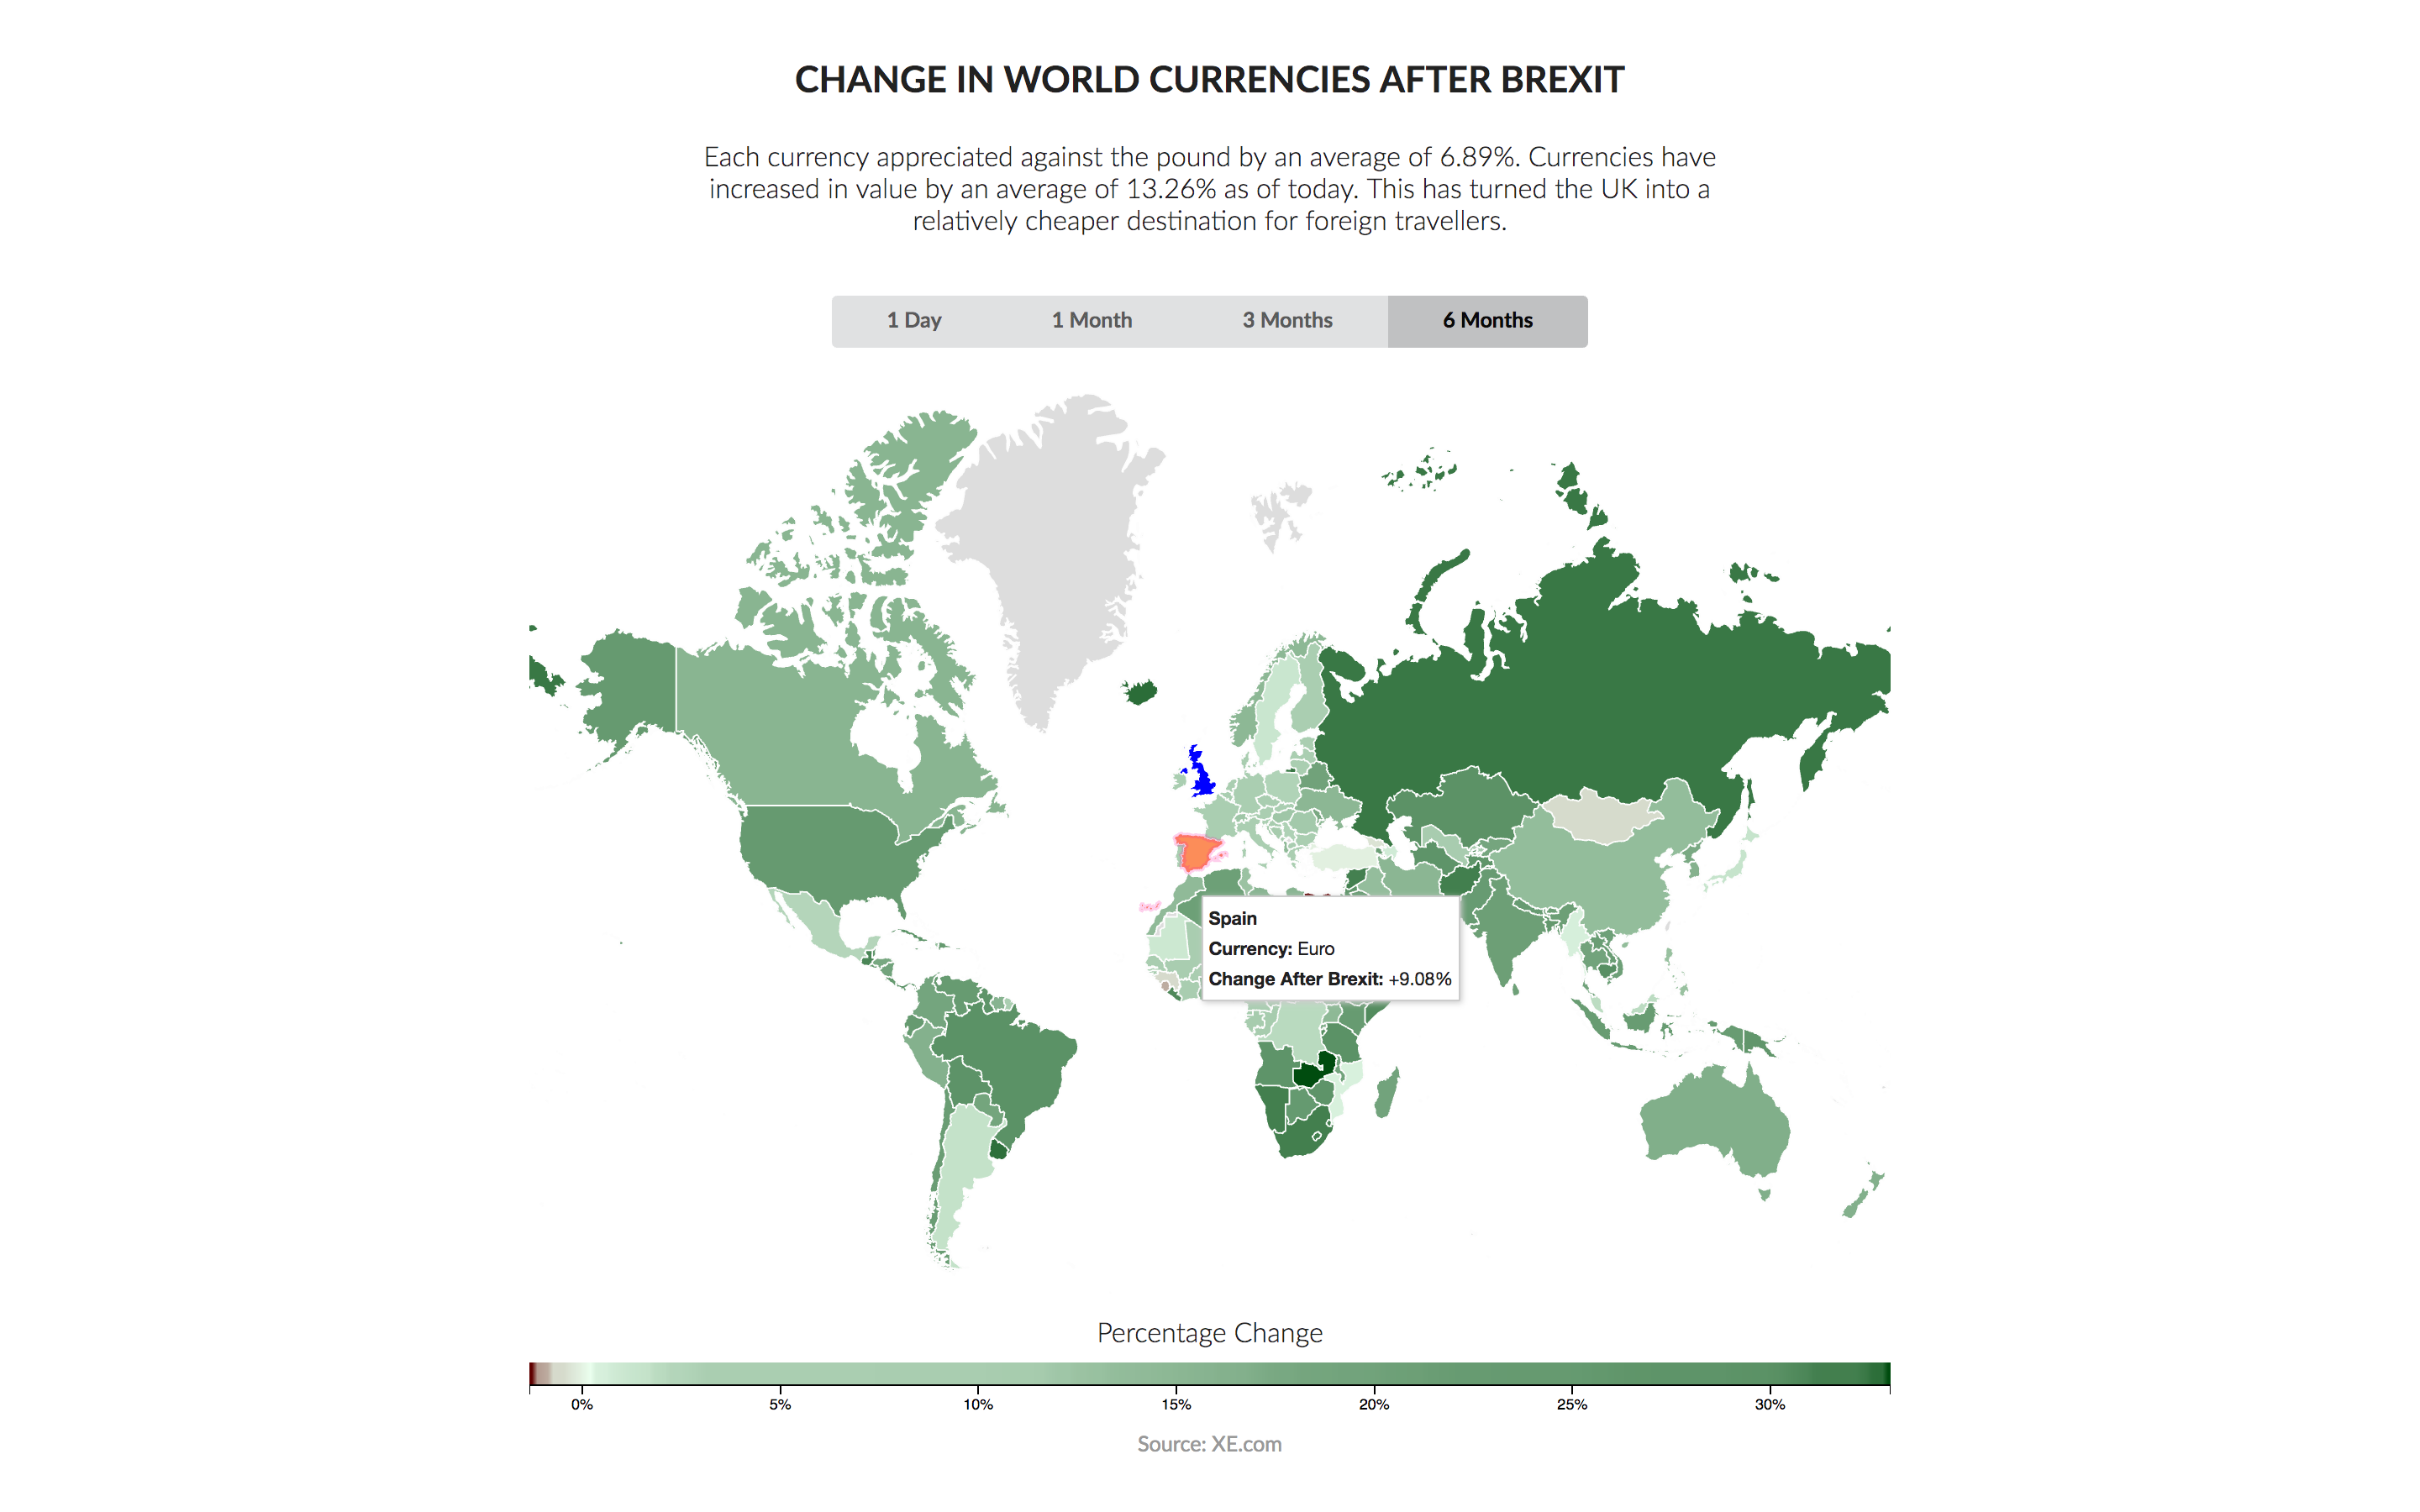 CHANGE IN WORLD CURRENCIES AFTER BREXIT
Each currency appreciated against the pound by an average of 6.89%. Currencies have
increased in value by an average of 13.26% as of today. This has turned the UK into a
relatively cheaper destination for foreign travellers.
1 Day 1 Month 3 Months 6 Months
Spain
Currency: Euro
Change After Brexit: +9.08%
Percentage Change
0% 5% 10% 15% 20% 25% 30%
Source: XE.com